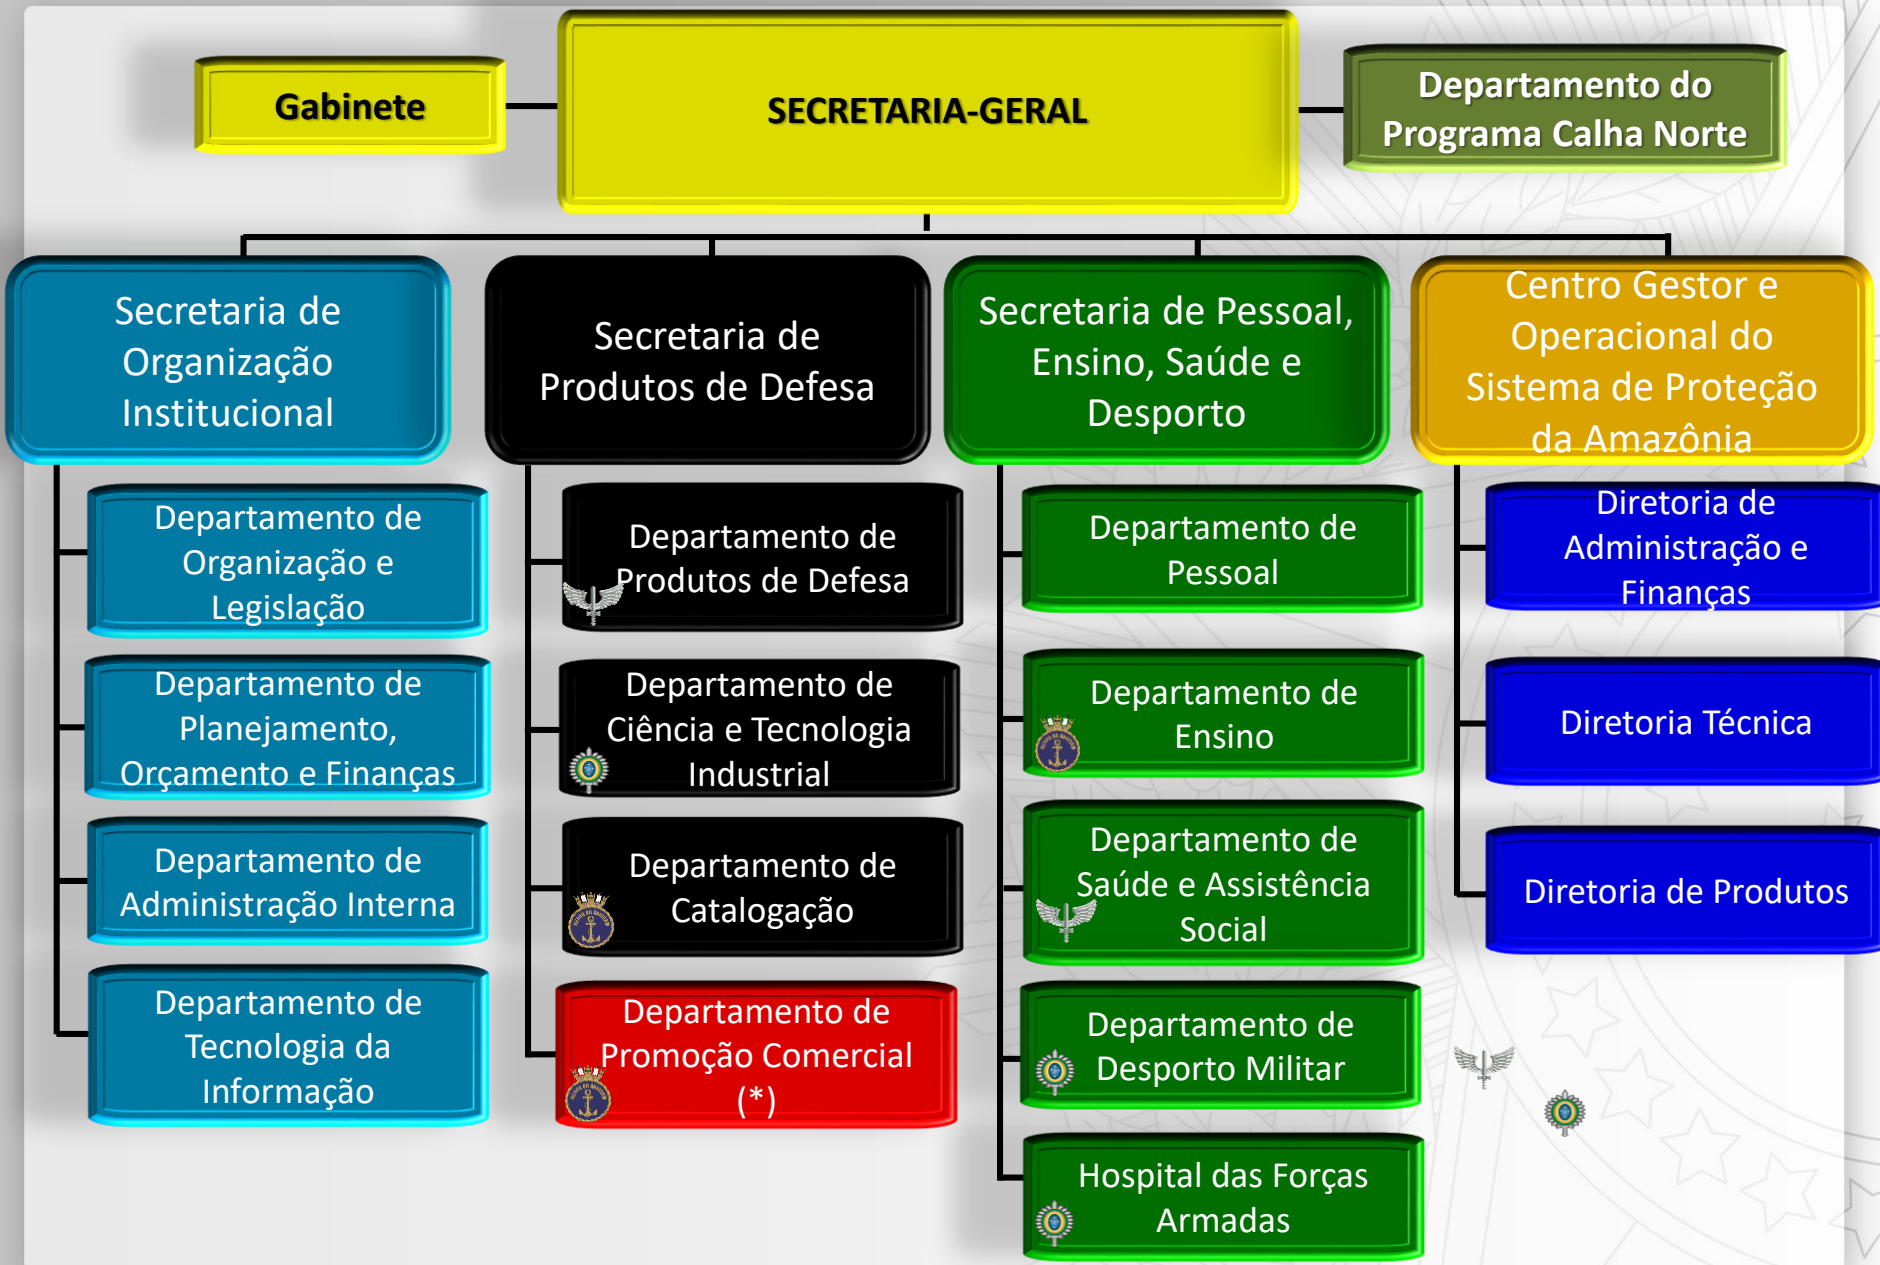 Gabinete
SECRETARIA-GERAL
Departamento do
Programa Calha Norte
Secretaria de
Organização
Institucional
Departamento de
Organização e
Legislação
Departamento de
Planejamento,
Orçamento e Finanças
Departamento de
Administração Interna
Departamento de
Tecnologia da
Informação
Secretaria de
Produtos de Defesa
Departamento de
Produtos de Defesa
Departamento de
Ciência e Tecnologia
Industrial
Departamento de
Catalogação
Departamento de
Promoção Comercial
(*)
Secretaria de Pessoal,
Ensino, Saúde e
Desporto
Departamento de
Pessoal
Departamento de
Ensino
Departamento de
Saúde e Assistência
Social
Departamento de
Desporto Militar
Hospital das Forças
Armadas
Centro Gestor e
Operacional do
Sistema de Proteção
da Amazônia
Diretoria de
Administração e
Finanças
Diretoria Técnica
Diretoria de Produtos